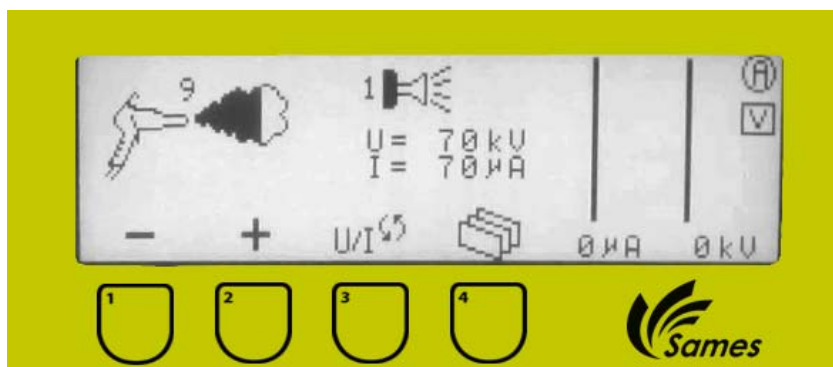 9
1
A
V
U= 70kV
I= 70µA
− +
U/I
0µA 0kV
1 2 3 4
Sames